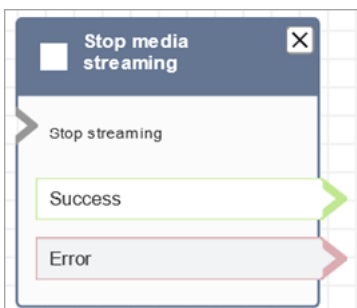 Stop media
streaming
Stop streaming
Success
Error